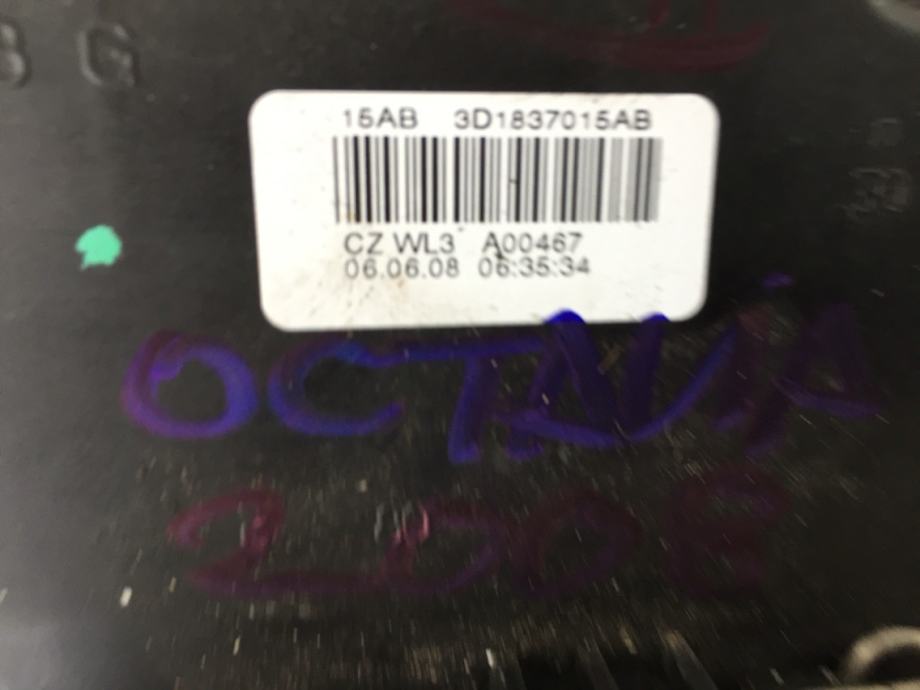 B G
15AB 3D1837015AB
CZ WL3 A00467
06.06.08 06:35:34
OCTAVIA
2008